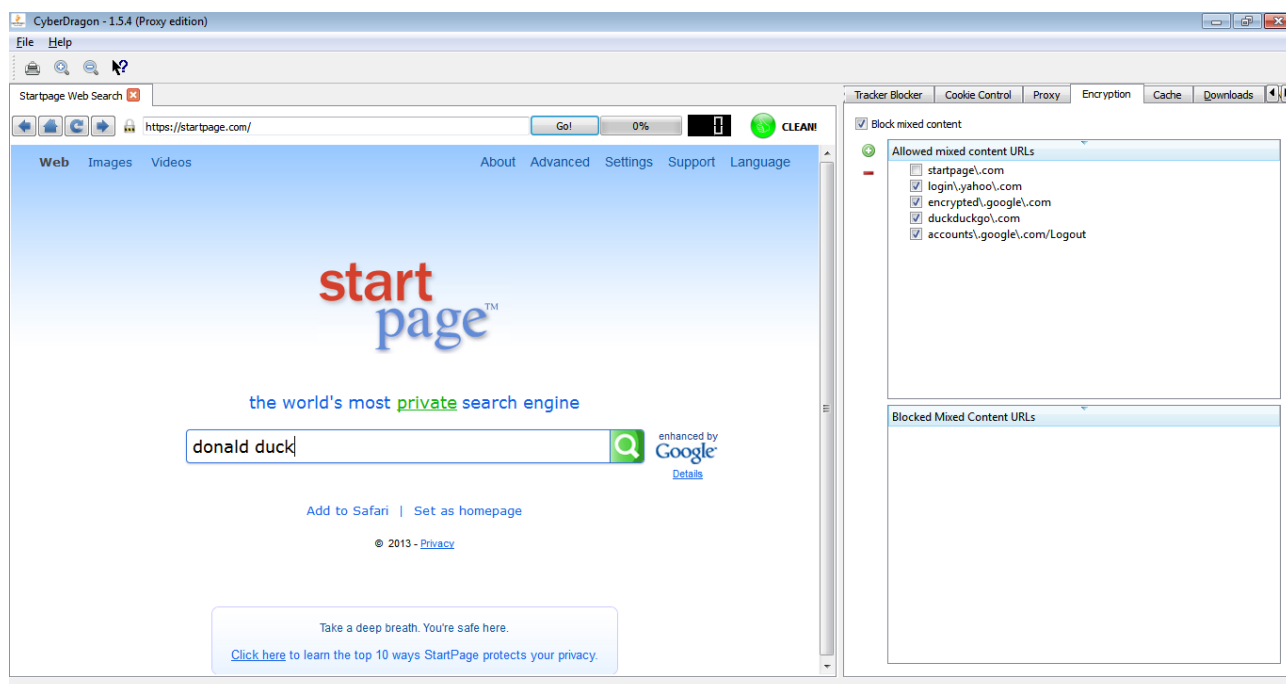 CyberDragon - 1.5.4 (Proxy edition)
File Help
Startpage Web Search
https://startpage.com/ Go! 0% 0 CLEAN!
Web Images Videos About Advanced Settings Support Language
start
page™
the world's most private search engine
donald duck
enhanced by
Google
Details
Add to Safari | Set as homepage
© 2013 - Privacy
Take a deep breath. You're safe here.
Click here to learn the top 10 ways StartPage protects your privacy.
Tracker Blocker Cookie Control Proxy Encryption Cache Downloads
Block mixed content
Allowed mixed content URLs
startpage\.com
login\.yahoo\.com
encrypted\.google\.com
duckduckgo\.com
accounts\.google\.com/Logout
Blocked Mixed Content URLs